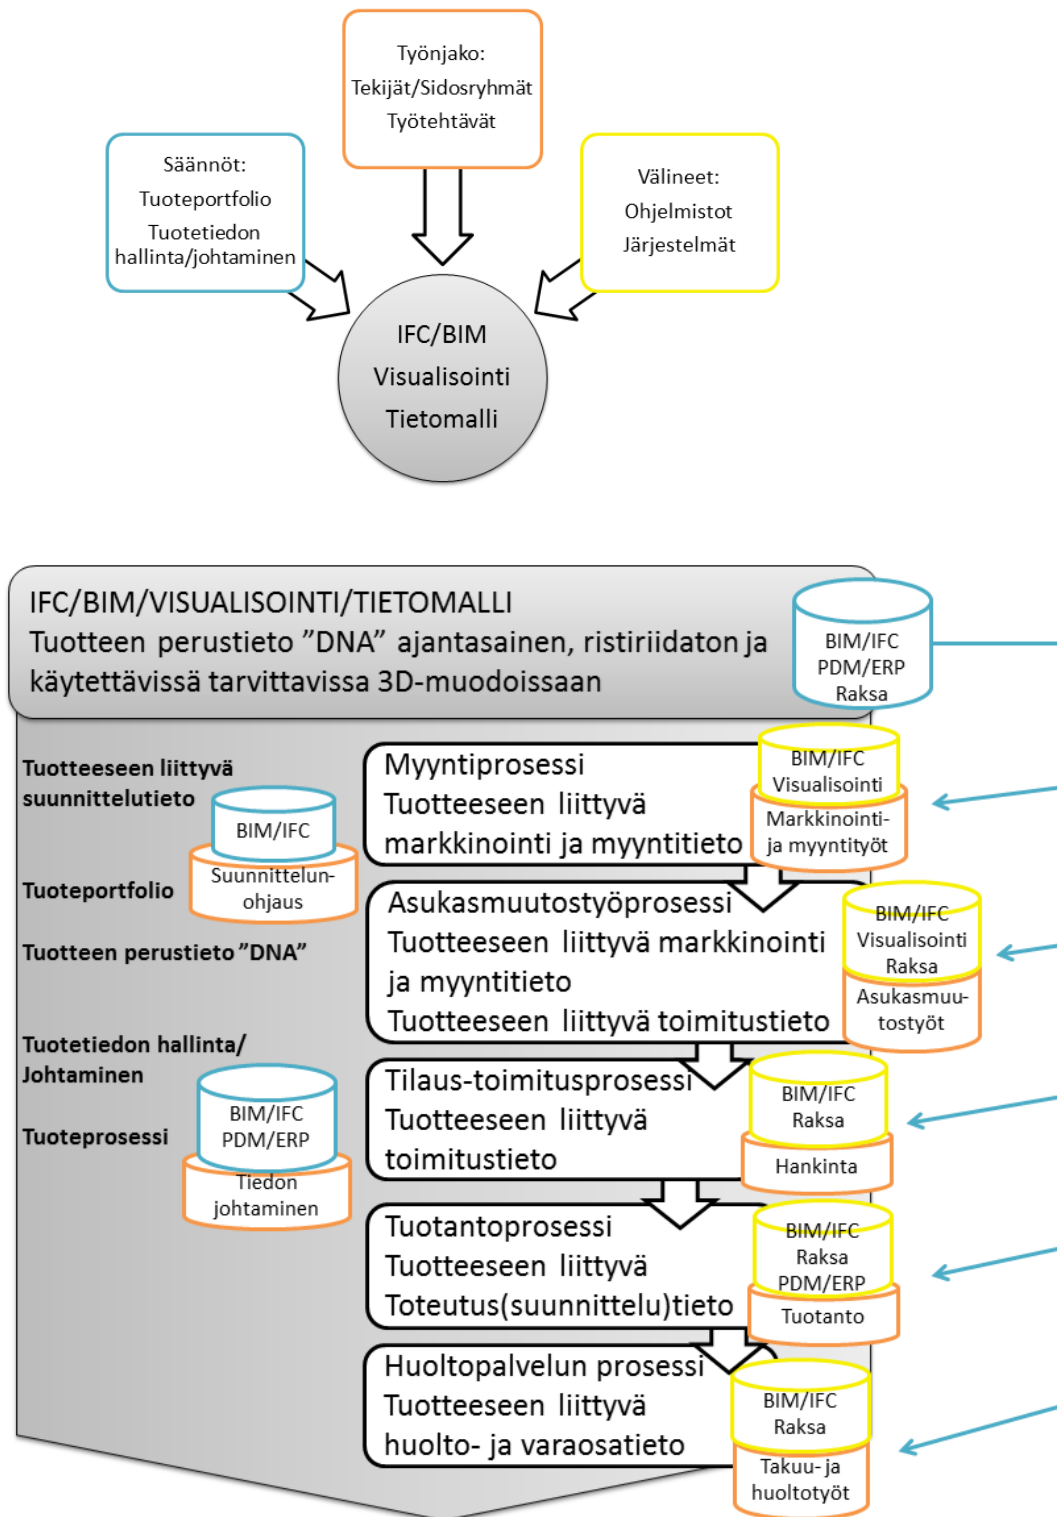 Työnjako:
Tekijät/Sidosryhmät
Työtehtävät
Säännöt:
Tuoteportfolio
Tuotetiedon
hallinta/johtaminen
Välineet:
Ohjelmistot
Järjestelmät
IFC/BIM
Visualisointi
Tietomalli
IFC/BIM/VISUALISOINTI/TIETOMALLI
Tuotteen perustieto ”DNA” ajantasainen, ristiriidaton ja
käytettävissä tarvittavissa 3D-muodoissaan
BIM/IFC
PDM/ERP
Raksa
Tuotteeseen liittyvä
suunnittelutieto
BIM/IFC
Suunnittelun-
ohjaus
Tuoteportfolio
Tuotteen perustieto ”DNA”
Tuotetiedon hallinta/
Johtaminen
BIM/IFC
PDM/ERP
Tuoteprosessi
Tiedon
johtaminen
Myyntiprosessi
Tuotteeseen liittyvä
markkinointi ja myyntitieto
BIM/IFC
Visualisointi
Markkinointi-
ja myyntityöt
Asukasmuutostyöprosessi
Tuotteeseen liittyvä markkinointi
ja myyntitieto
Tuotteeseen liittyvä toimitustieto
BIM/IFC
Visualisointi
Raksa
Asukasmuu-
tostyöt
Tilaus-toimitusprosessi
Tuotteeseen liittyvä
toimitustieto
BIM/IFC
Raksa
Hankinta
Tuotantoprosessi
Tuotteeseen liittyvä
Toteutus(suunnittelu)tieto
BIM/IFC
Raksa
PDM/ERP
Tuotanto
Huoltopalvelun prosessi
Tuotteeseen liittyvä
huolto- ja varaosatieto
BIM/IFC
Raksa
Takuu- ja
huoltotyöt